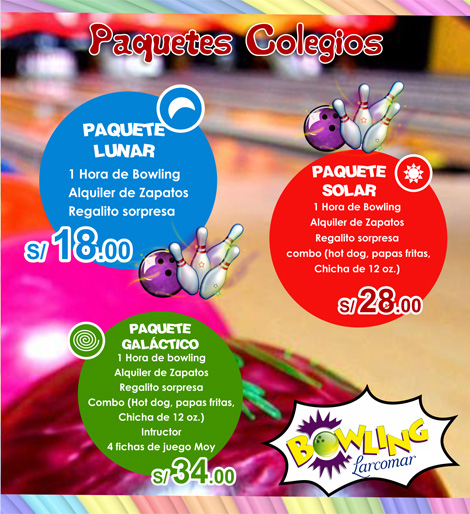 Paquetes Colegios
PAQUETE
LUNAR
1 Hora de Bowling
Alquiler de Zapatos
Regalito sorpresa
S/ 18.00
PAQUETE
SOLAR
1 Hora de Bowling
Alquiler de Zapatos
Regalito sorpresa
combo (hot dog, papas fritas,
Chicha de 12 oz.)
S/ 28.00
PAQUETE
GALÁCTICO
1 Hora de bowling
Alquiler de Zapatos
Regalito sorpresa
Combo (Hot dog, papas fritas,
Chicha de 12 oz.)
Intructor
4 fichas de juego Moy
S/ 34.00
BOWLING
Larcomar